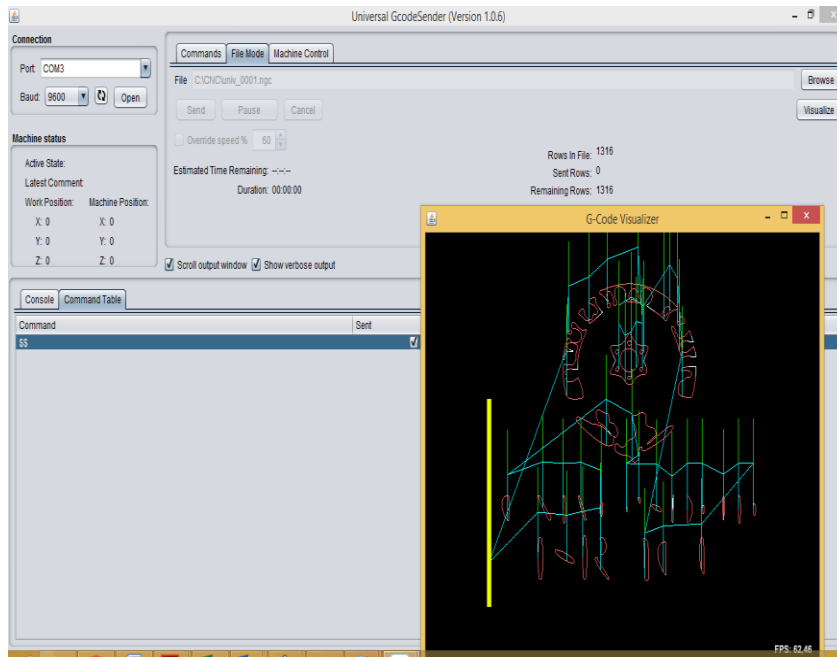 Universal GcodeSender (Version 1.0.6)
Connection
Port: COM3
Baud: 9600 Open
Machine status
Active State:
Latest Comment:
Work Position: Machine Position:
X: 0 X: 0
Y: 0 Y: 0
Z: 0 Z: 0
Commands File Mode Machine Control
File C:\CNC\univ_0001.ngc Browse
Send Pause Cancel Visualize
Override speed % 60
Estimated Time Remaining: --:--:--
Duration: 00:00:00
Rows In File: 1316
Sent Rows: 0
Remaining Rows: 1316
Scroll output window Show verbose output
Console Command Table
Command Sent
$$
G-Code Visualizer
FPS: 62,46